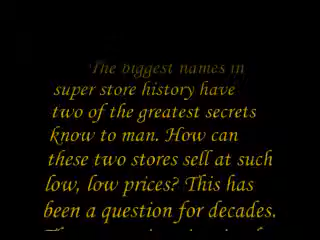 The biggest names in
super store history have
two of the greatest secrets
know to man. How can
these two stores sell at such
low, low prices? This has
been a question for decades.